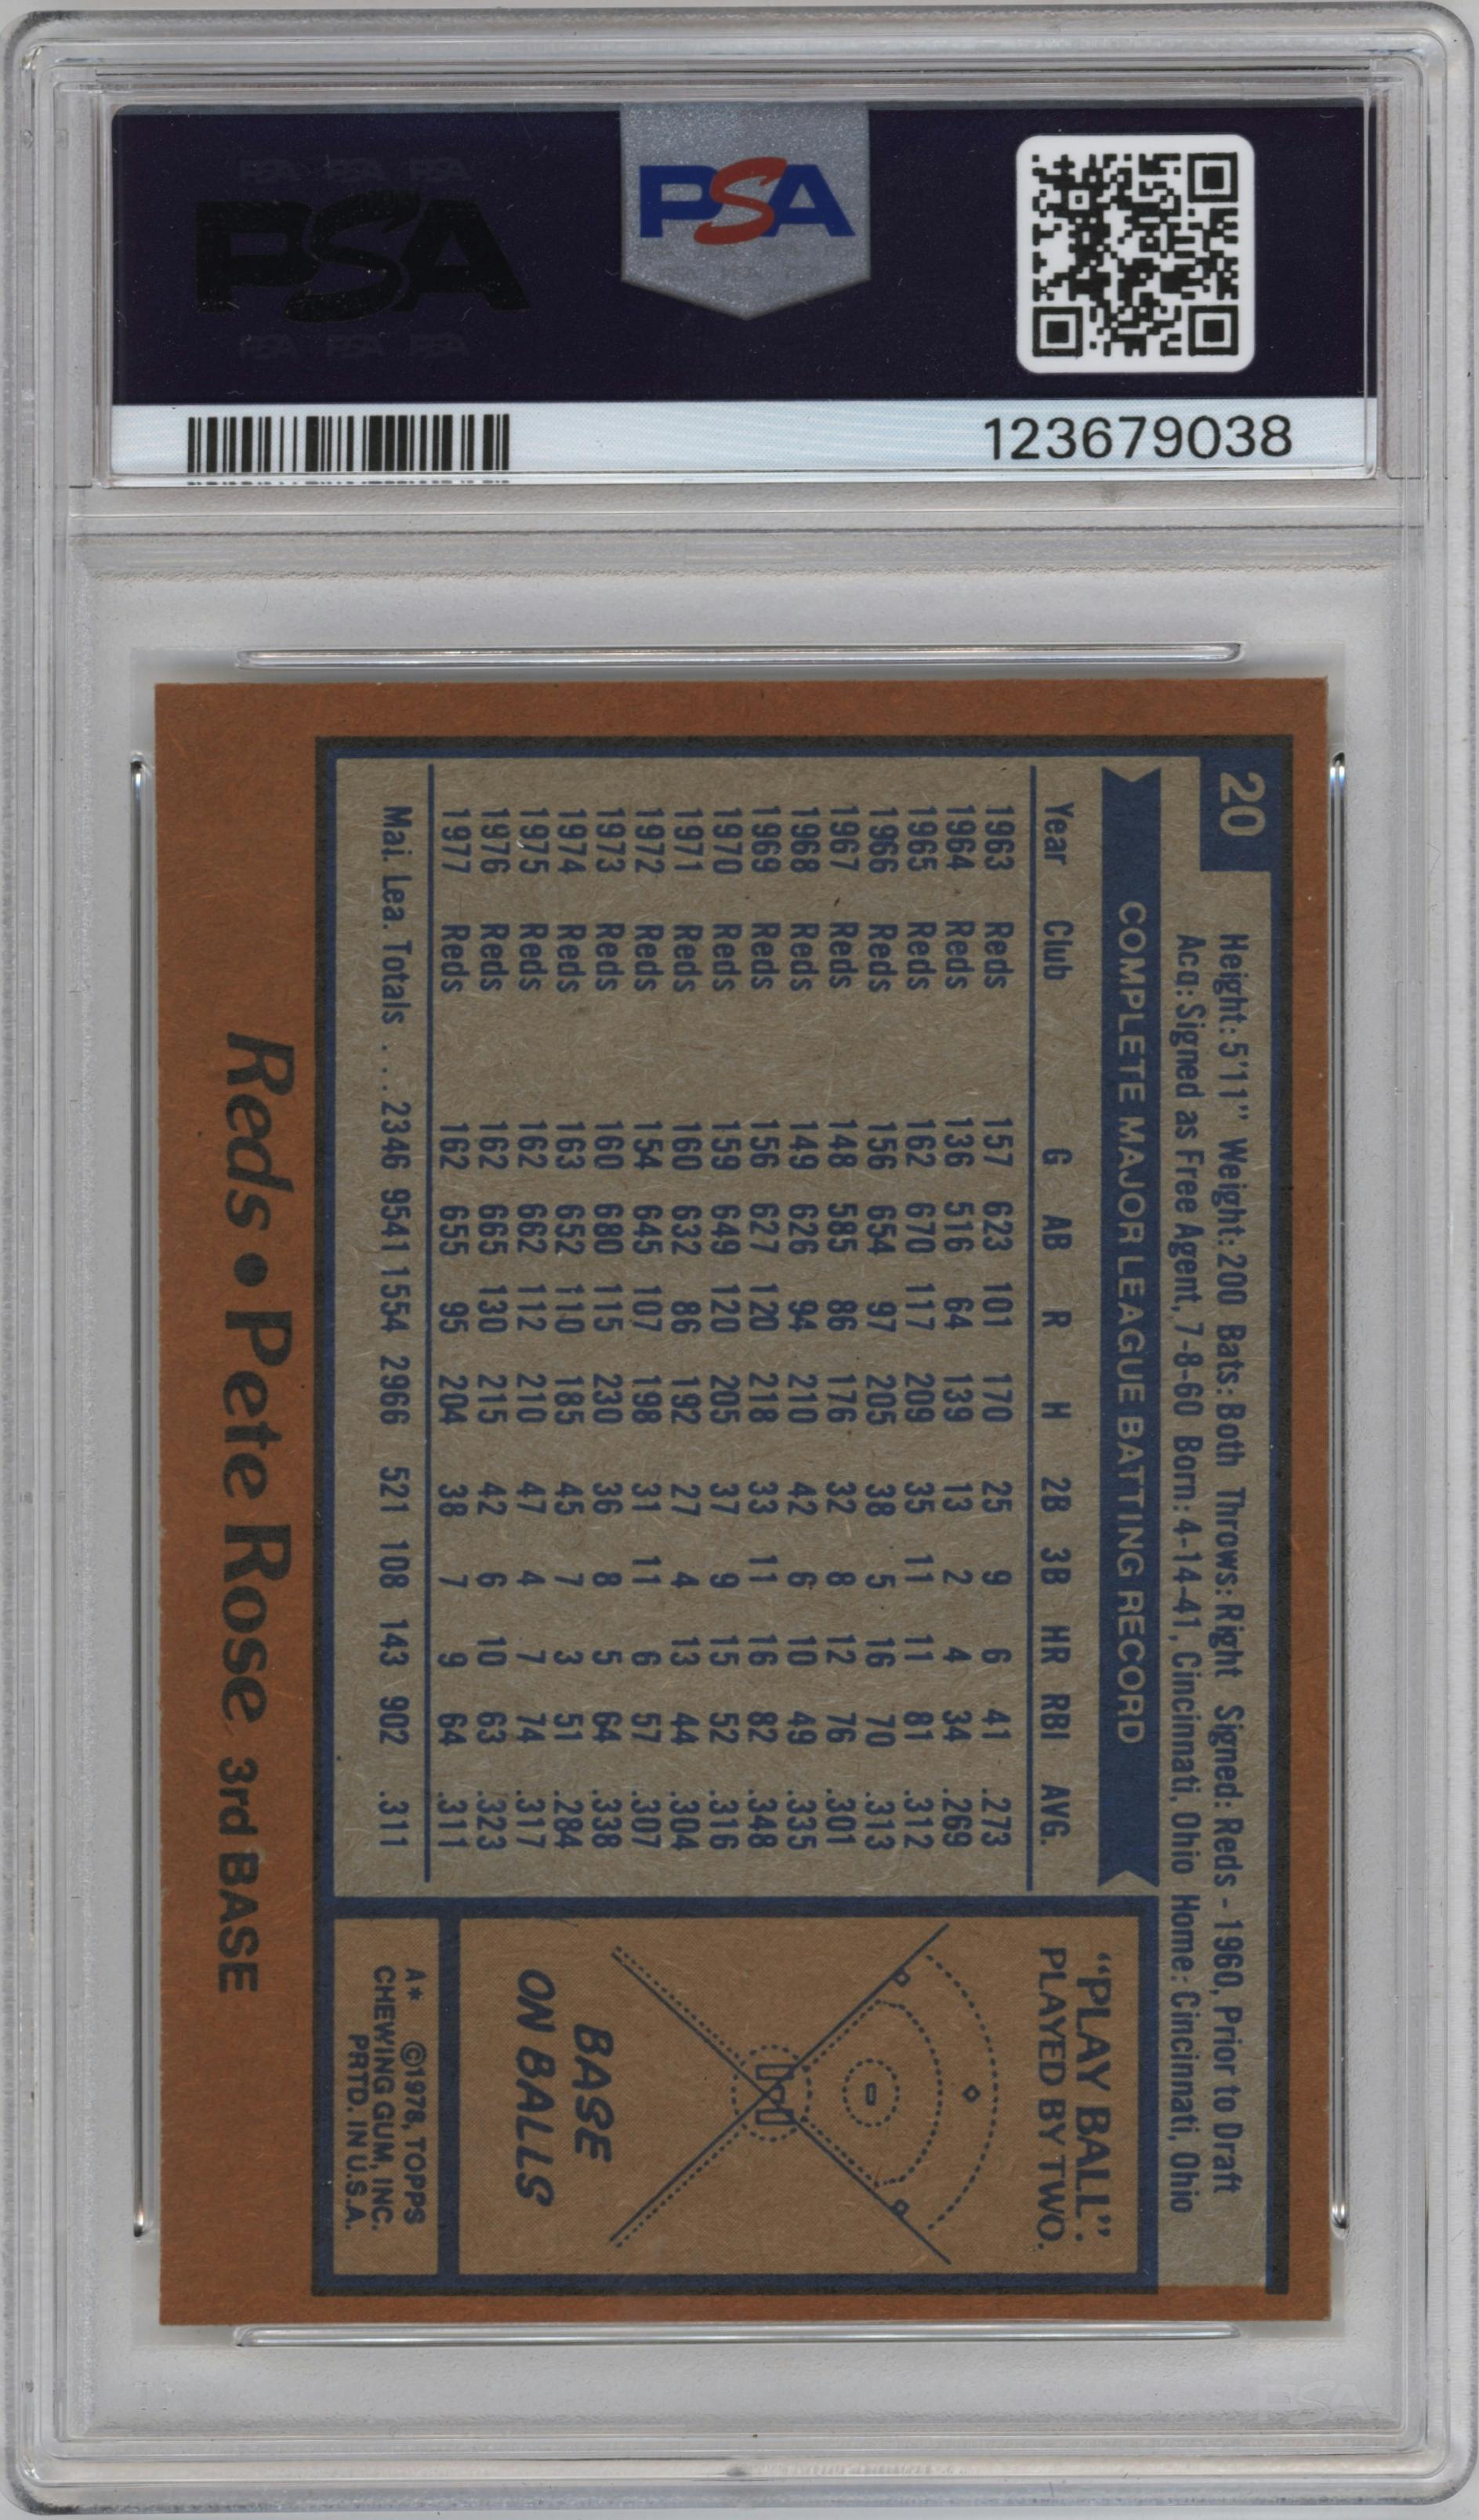 PSA PSA PSA
PSA
PSA PSA PSA
PSA
123679038
20
Height: 5'11" Weight: 200 Bats: Both Throws: Right Signed: Reds - 1960, Prior to Draft
Acq: Signed as Free Agent, 7-8-60 Born: 4-14-41, Cincinnati, Ohio Home: Cincinnati, Ohio
COMPLETE MAJOR LEAGUE BATTING RECORD
Year Club G AB R H 2B 3B HR RBI AVG.
1963 Reds 157 623 101 170 25 9 6 41 .273
1964 Reds 136 516 64 139 13 2 4 34 .269
1965 Reds 162 670 117 209 35 11 11 81 .312
1966 Reds 156 654 97 205 38 5 16 70 .313
1967 Reds 148 585 86 176 32 8 12 76 .301
1968 Reds 149 626 94 210 42 6 10 49 .335
1969 Reds 156 627 120 218 33 11 16 82 .348
1970 Reds 159 649 120 205 37 9 15 52 .316
1971 Reds 160 632 86 192 27 4 13 44 .304
1972 Reds 154 645 107 198 31 11 6 57 .307
1973 Reds 160 680 115 230 36 8 5 64 .338
1974 Reds 163 652 110 185 45 7 3 51 .284
1975 Reds 162 662 112 210 47 4 7 74 .317
1976 Reds 162 665 130 215 42 6 10 63 .323
1977 Reds 162 655 95 204 38 7 9 64 .311
Maj. Lea. Totals .... 2346 9541 1554 2966 521 108 143 902 .311
"PLAY BALL":
PLAYED BY TWO.
BASE
ON BALLS
A* ©1978, TOPPS
CHEWING GUM, INC.
PRTD. IN U.S.A.
Reds • Pete Rose 3rd BASE
PSA